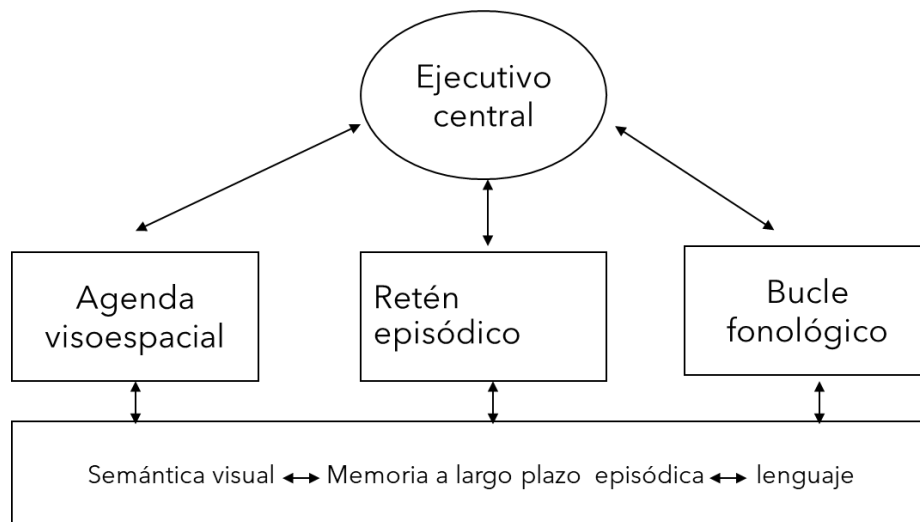 Ejecutivo
central
Agenda
visoespacial
Retén
episódico
Bucle
fonológico
Semántica visual Memoria a largo plazo episódica lenguaje